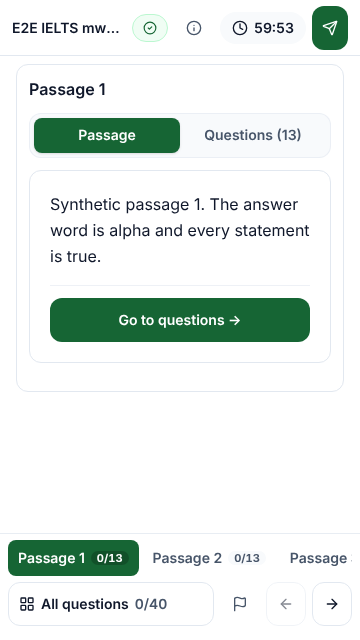 E2E IELTS mw...
59:53
Passage 1
Passage
Questions (13)
Synthetic passage 1. The answer
word is alpha and every statement
is true.
Go to questions →
Passage 1 0/13
Passage 2 0/13
Passage
All questions 0/40